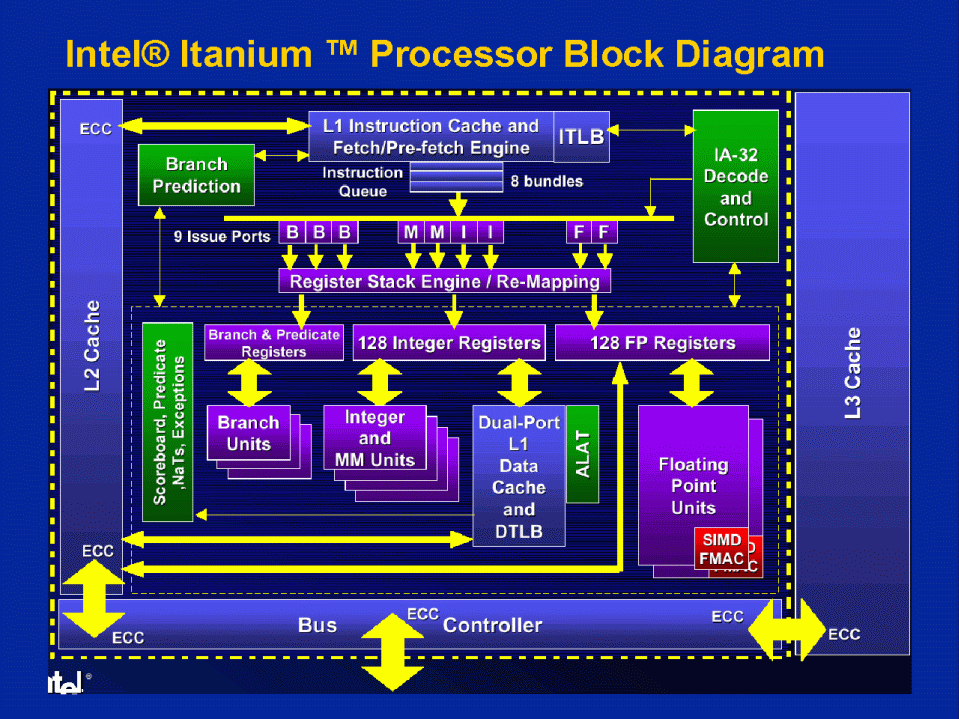 Intel® Itanium ™ Processor Block Diagram
ECC
L1 Instruction Cache and
Fetch/Pre-fetch Engine
ITLB
IA-32
Decode
and
Control
Branch
Prediction
Instruction
Queue
8 bundles
9 Issue Ports
B B B
M M I I
F F
Register Stack Engine / Re-Mapping
L2 Cache
L3 Cache
Scoreboard, Predicate
,NaTs, Exceptions
Branch & Predicate
Registers
128 Integer Registers
128 FP Registers
Branch
Units
Integer
and
MM Units
Dual-Port
L1
Data
Cache
and
DTLB
ALAT
Floating
Point
Units
SIMD
FMAC
D
FMAC
ECC
ECC
Bus Controller
ECC
ECC
ECC
intel®